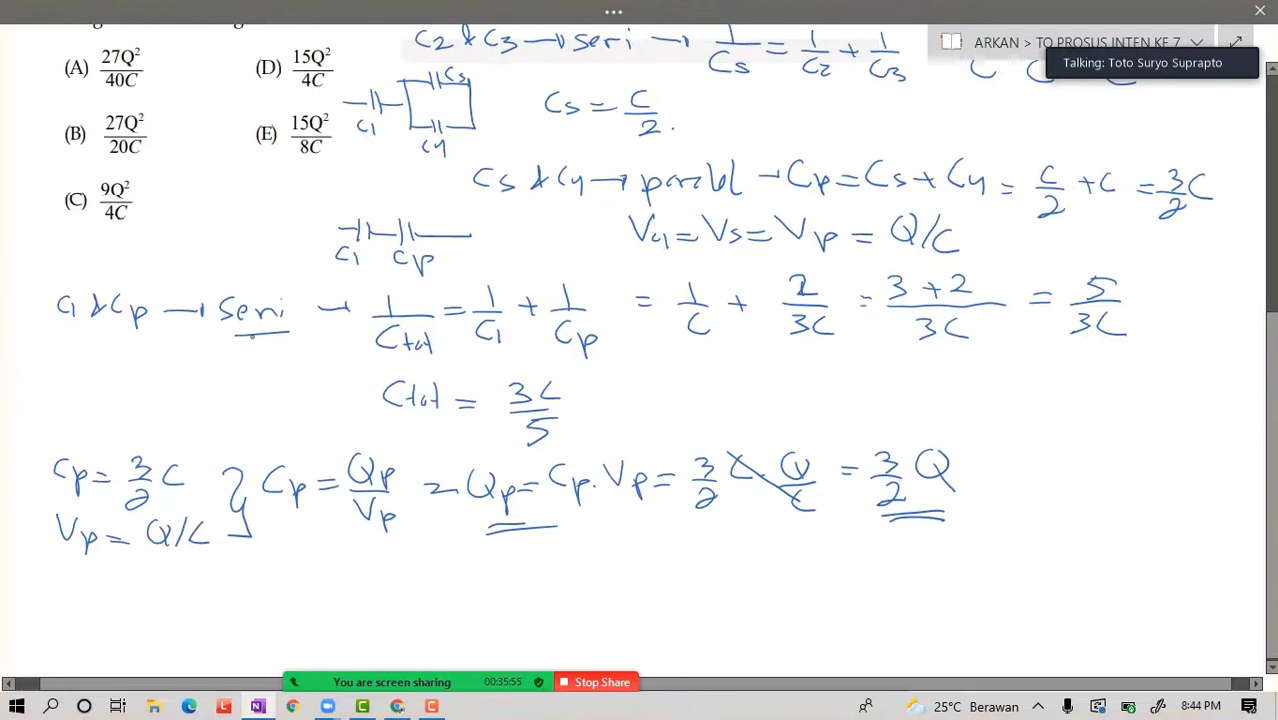 ARKAN > TO PROSUS INTEN KE 7
Talking: Toto Suryo Suprapto
C2 & C3 → seri → 1/Cs = 1/C2 + 1/C3
(A) 27Q²/40C
(D) 15Q²/4C
(B) 27Q²/20C
(E) 15Q²/8C
(C) 9Q²/4C
Cs
C1
C4
Cs = C/2.
Cs & C4 → paralel → Cp = Cs + C4 = C/2 + C = 3/2 C
VC4 = Vs = Vp = Q/C
C1 Cp
C1 & Cp → seri → 1/Ctot = 1/C1 + 1/Cp = 1/C + 2/3C = 3+2/3C = 5/3C
Ctot = 3C/5
Cp = 3/2 C
Vp = Q/C
Cp = Qp/Vp
Qp = Cp . Vp = 3/2 C Q/C = 3/2 Q
You are screen sharing
00:35:55
Stop Share
25°C Berawan
8:44 PM